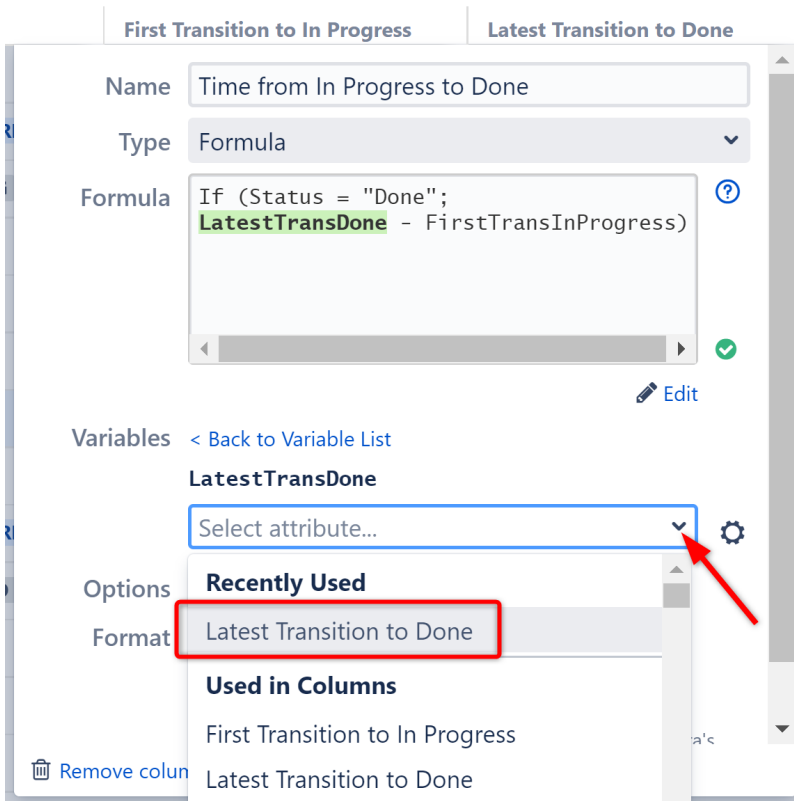 First Transition to In Progress Latest Transition to Done
Name Time from In Progress to Done
Type Formula
Formula If (Status = "Done";
LatestTransDone - FirstTransInProgress)
Edit
Variables < Back to Variable List
LatestTransDone
Select attribute...
Options Recently Used
Format Latest Transition to Done
Used in Columns
First Transition to In Progress
a's
Remove colum
Latest Transition to Done